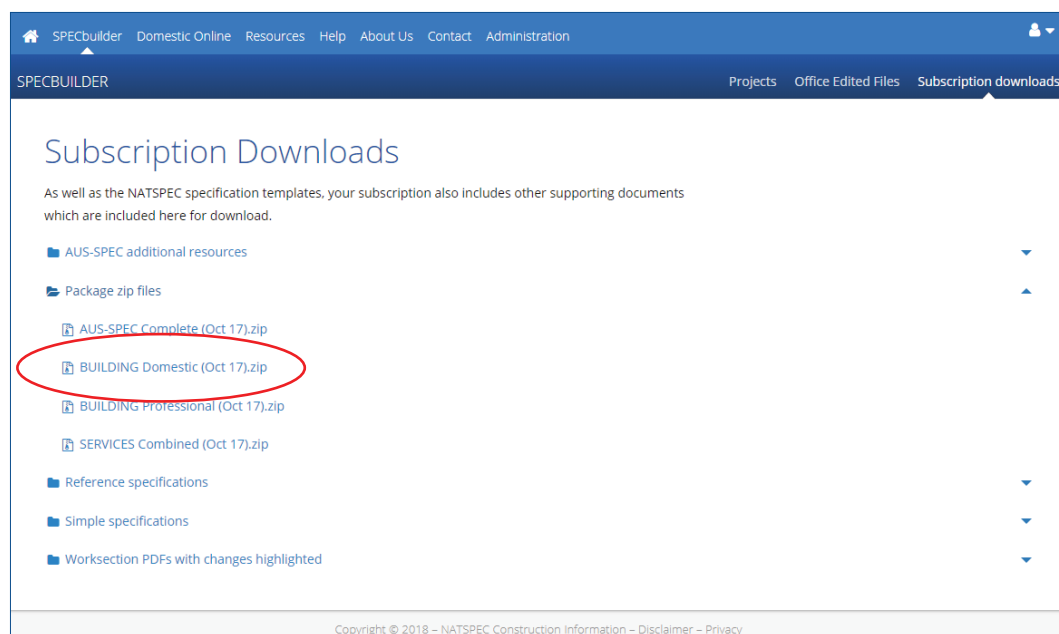 SPECbuilder Domestic Online Resources Help About Us Contact Administration
SPECBUILDER Projects Office Edited Files Subscription downloads
Subscription Downloads
As well as the NATSPEC specification templates, your subscription also includes other supporting documents
which are included here for download.
AUS-SPEC additional resources
Package zip files
AUS-SPEC Complete (Oct 17).zip
BUILDING Domestic (Oct 17).zip
BUILDING Professional (Oct 17).zip
SERVICES Combined (Oct 17).zip
Reference specifications
Simple specifications
Worksection PDFs with changes highlighted
Copyright © 2018 – NATSPEC Construction Information – Disclaimer – Privacy